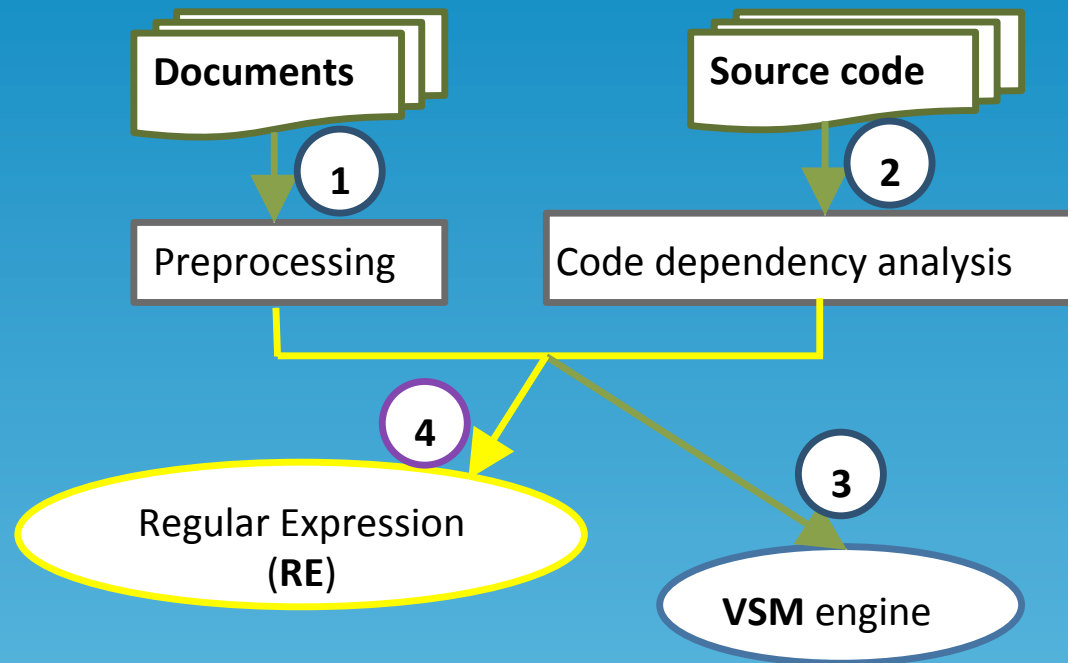 Documents
Source code
1
2
Preprocessing
Code dependency analysis
4
3
Regular Expression
(RE)
VSM engine